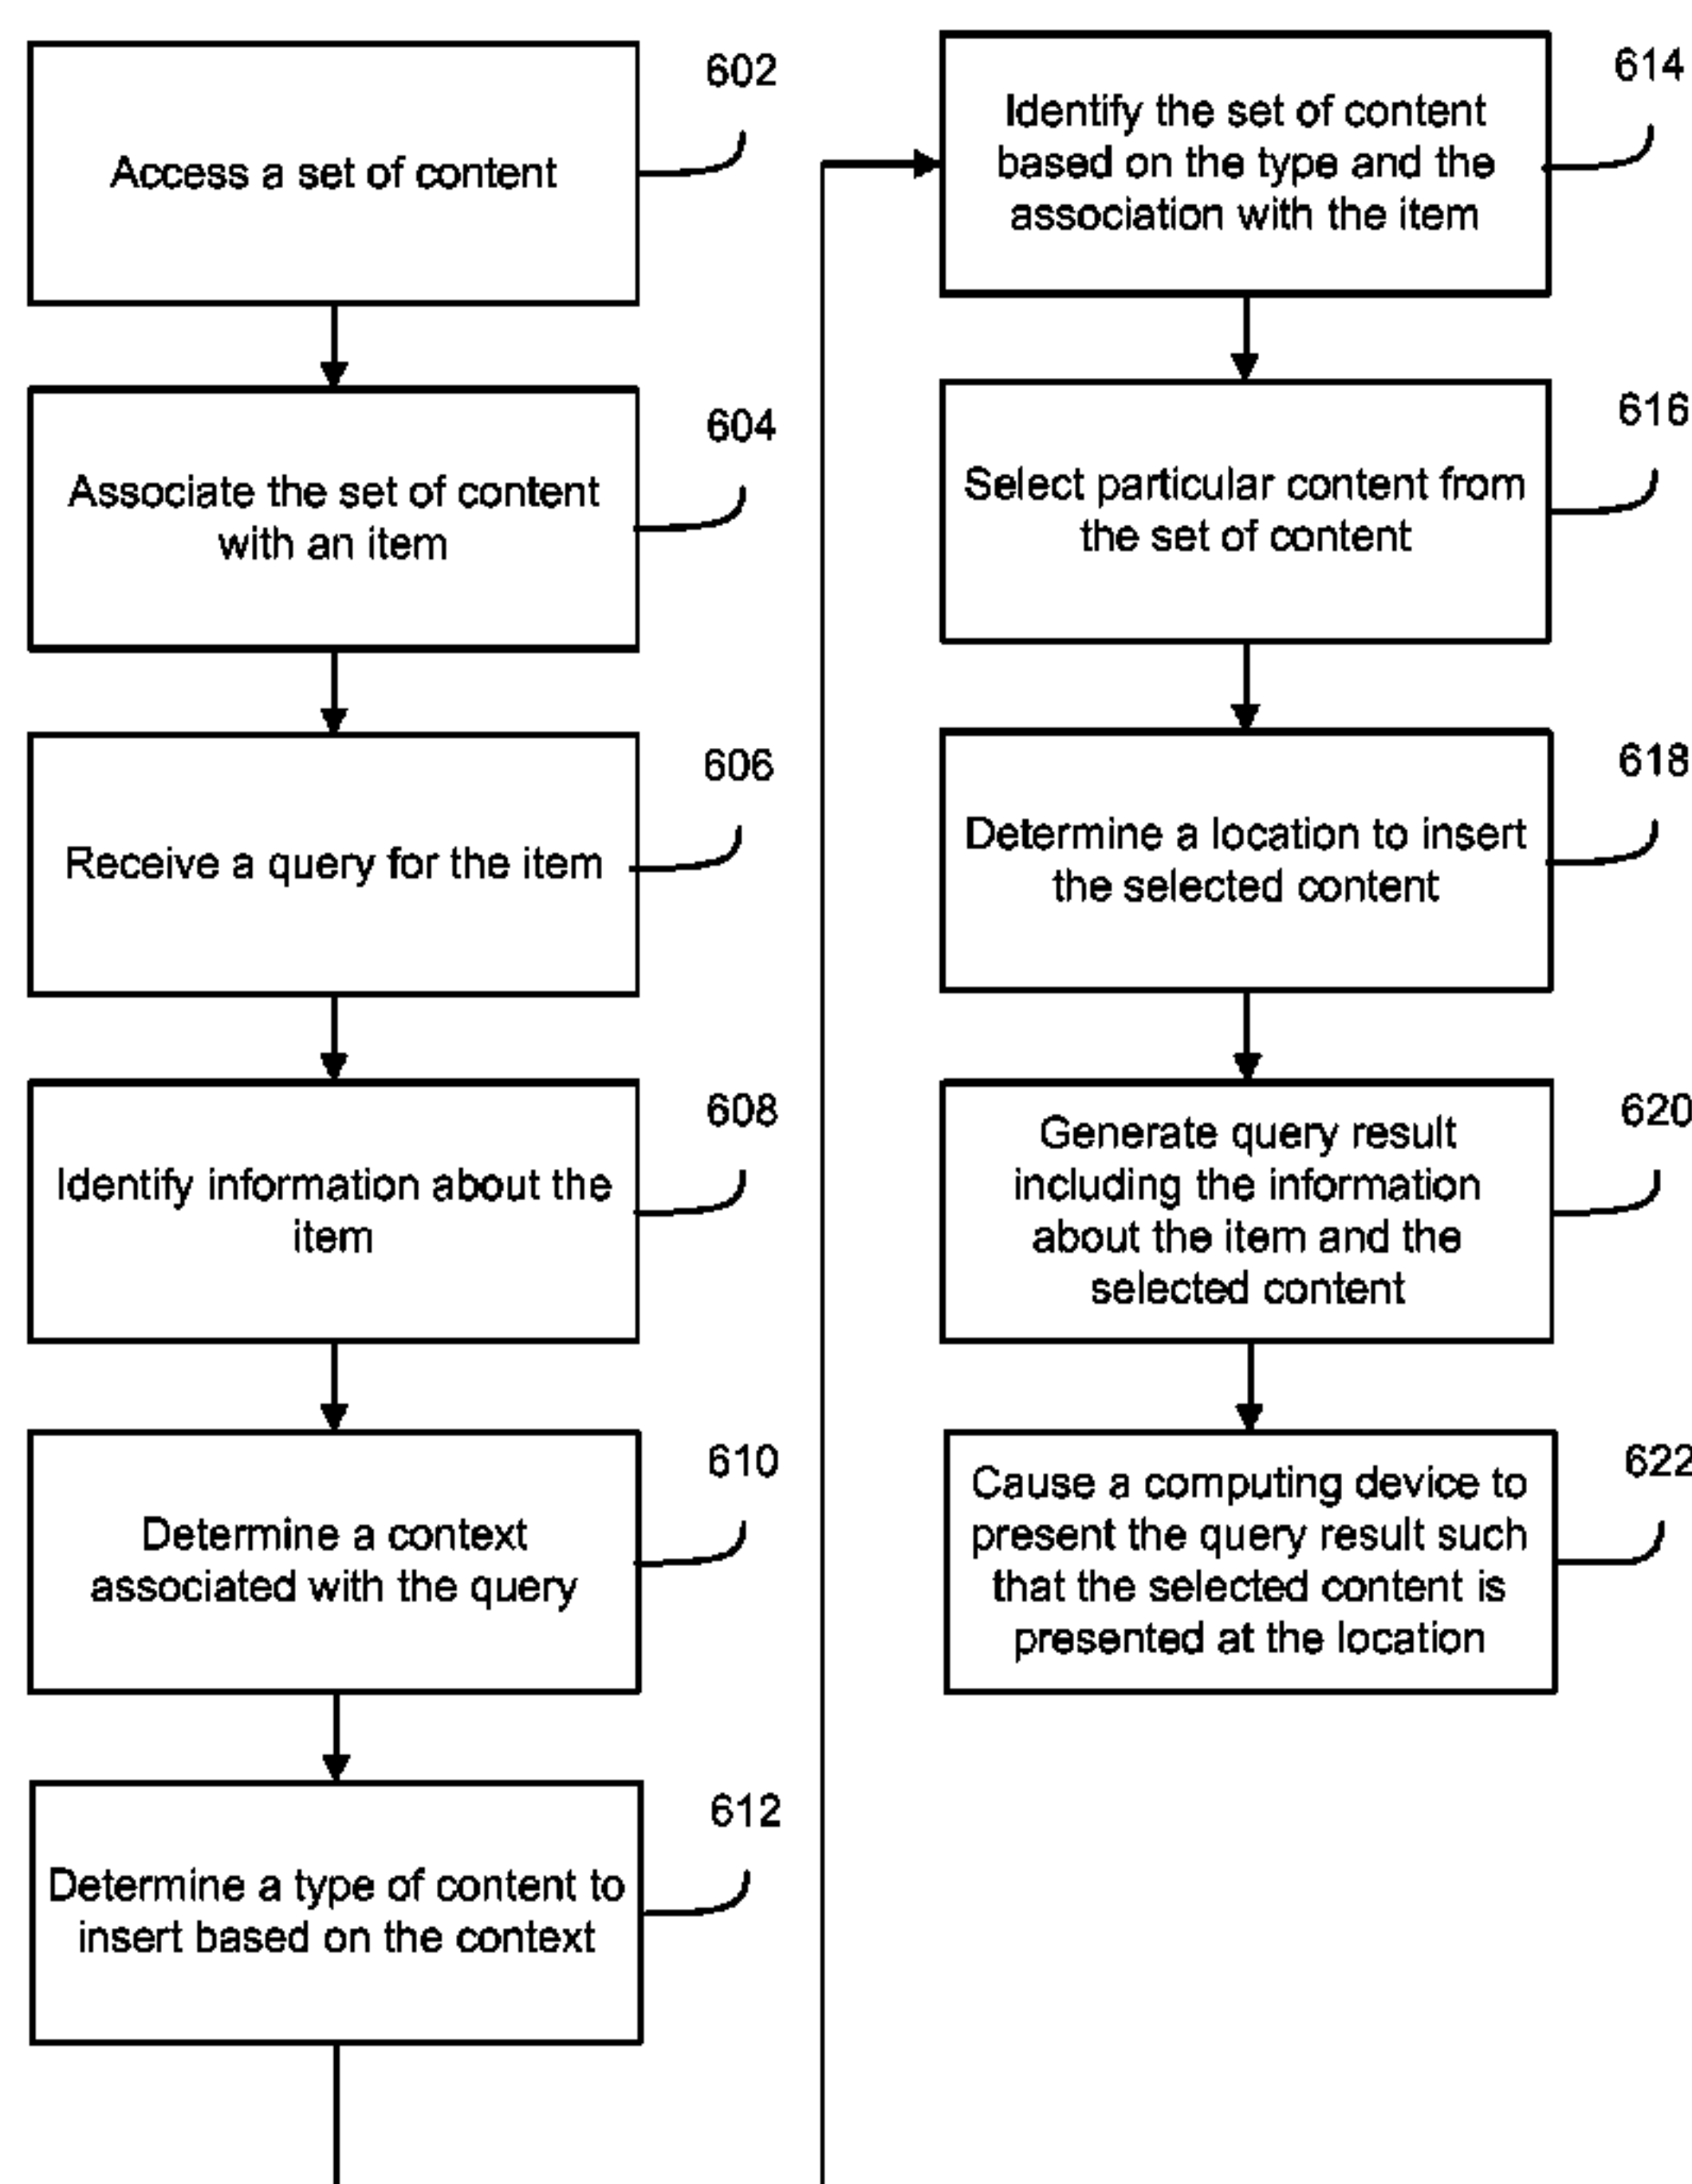 602
Access a set of content
604
Associate the set of content
with an item
606
Receive a query for the item
608
Identify information about the
item
610
Determine a context
associated with the query
612
Determine a type of content to
insert based on the context
614
Identify the set of content
based on the type and the
association with the item
616
Select particular content from
the set of content
618
Determine a location to insert
the selected content
620
Generate query result
including the information
about the item and the
selected content
622
Cause a computing device to
present the query result such
that the selected content is
presented at the location